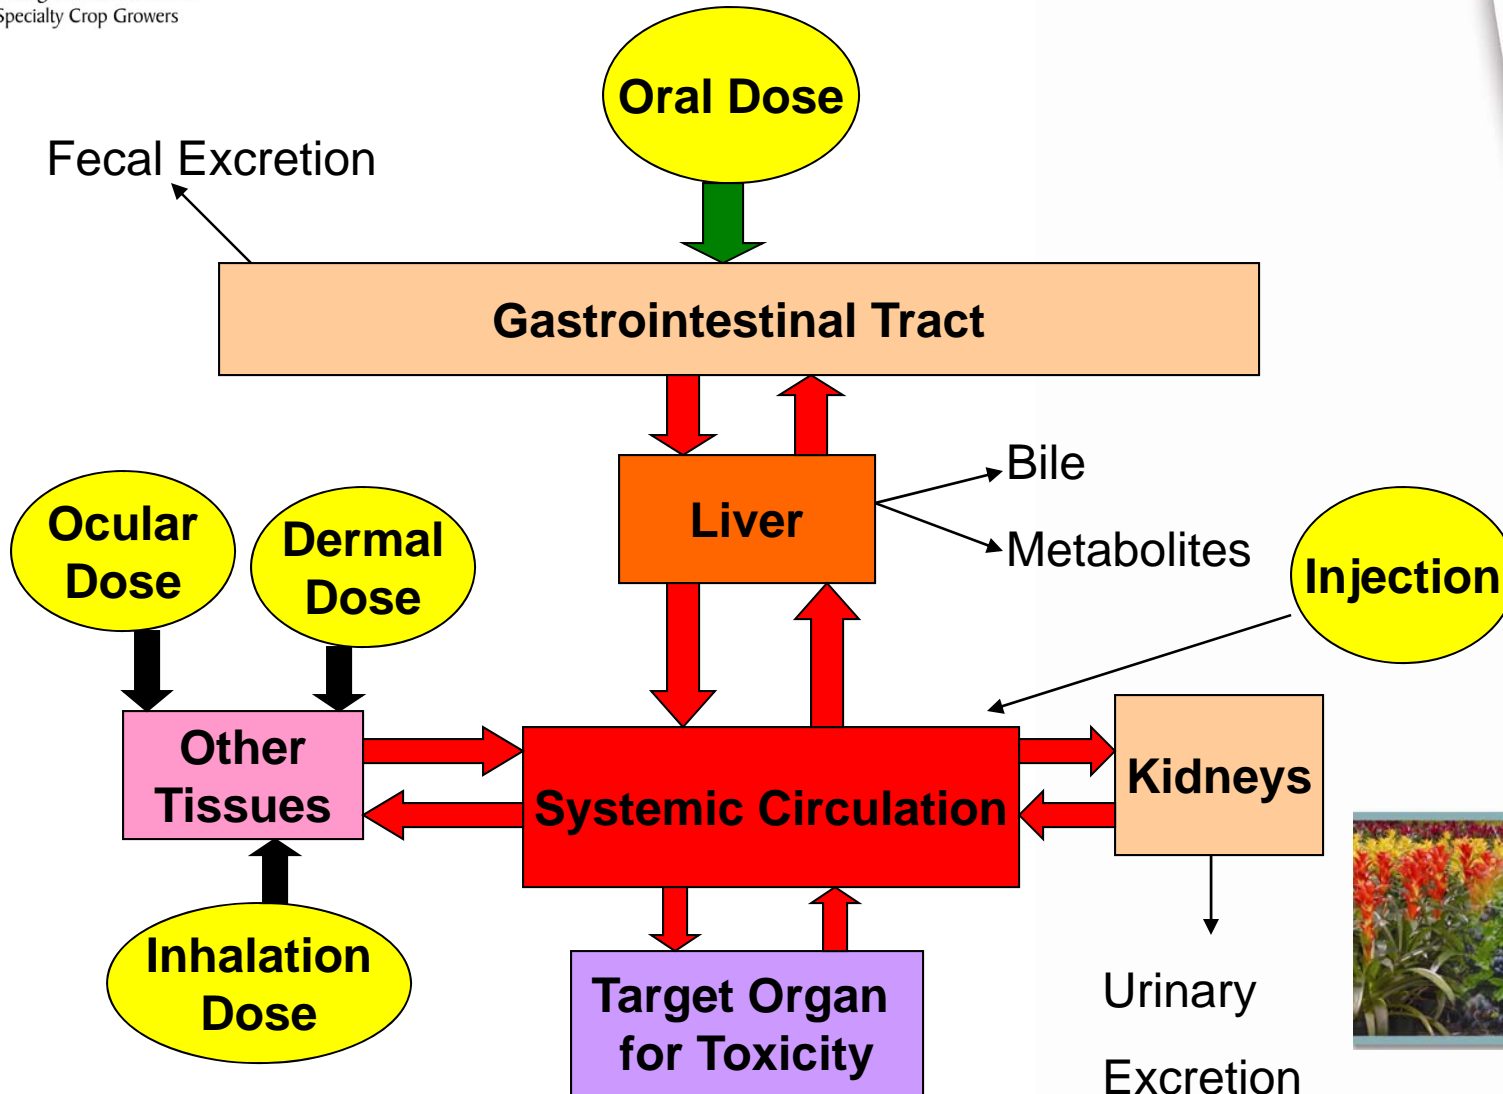 Specialty Crop Growers
Oral Dose
Fecal Excretion
Gastrointestinal Tract
Bile
Liver
Metabolites
Ocular
Dose
Dermal
Dose
Injection
Other
Tissues
Systemic Circulation
Kidneys
Inhalation
Dose
Target Organ
for Toxicity
Urinary
Excretion